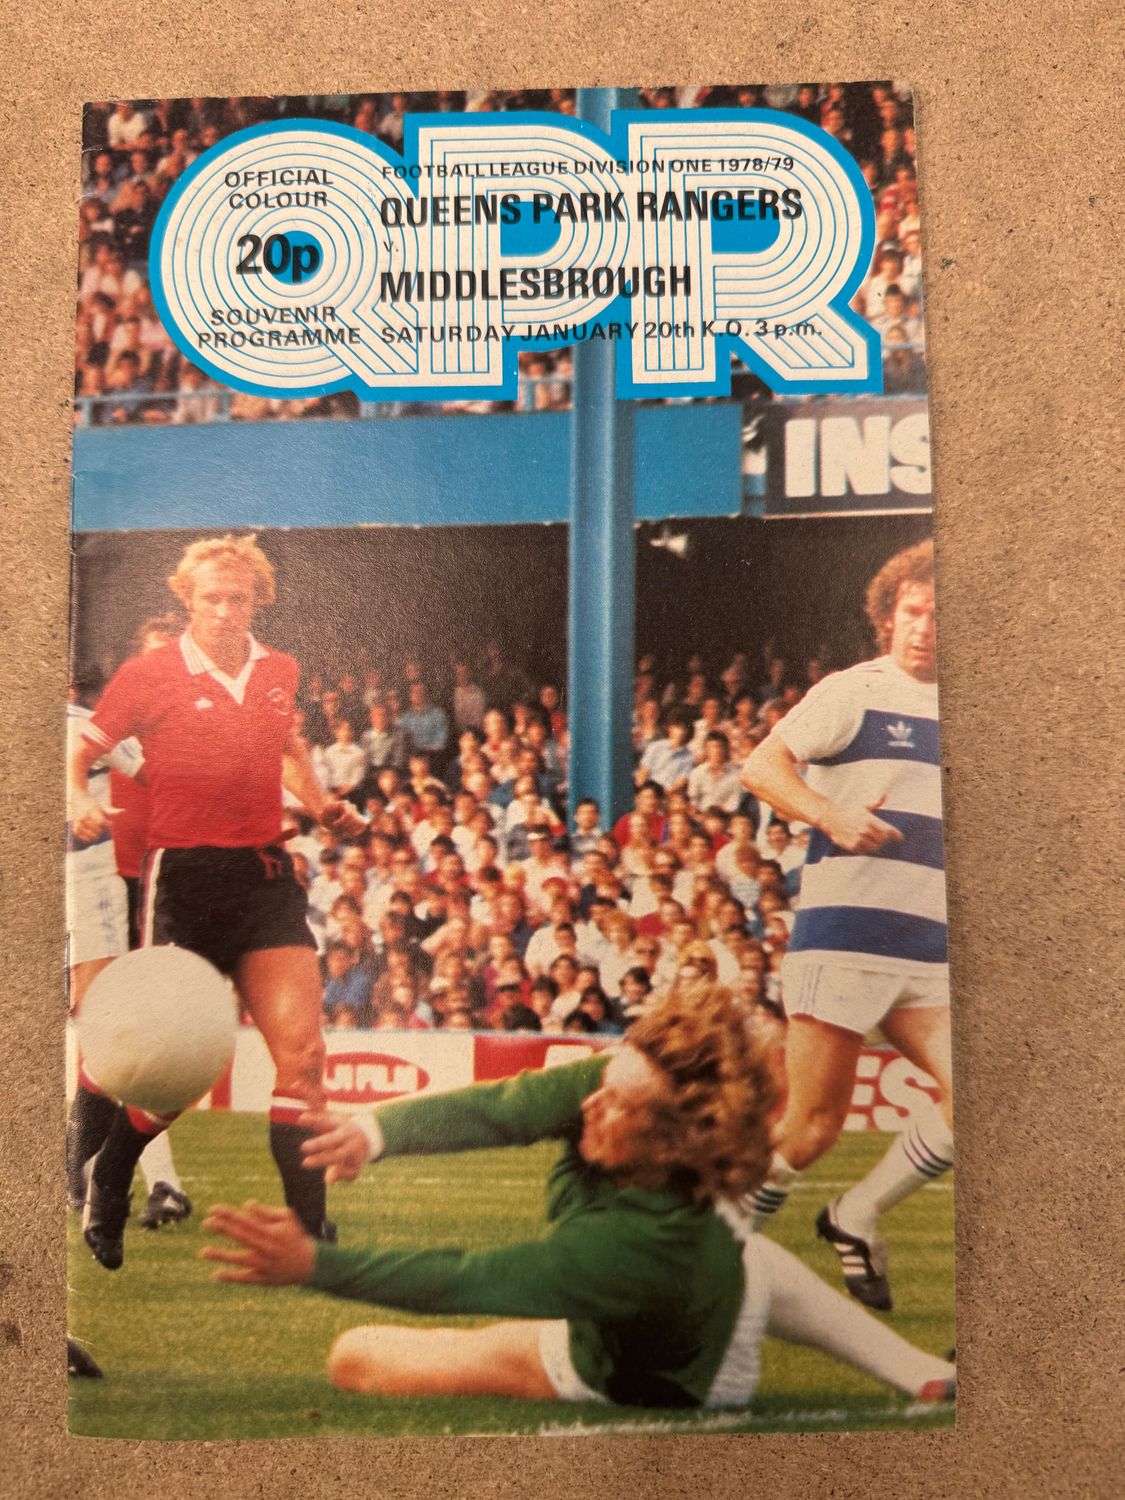 QPR
OFFICIAL
COLOUR
20p
SOUVENIR
PROGRAMME
FOOTBALL LEAGUE DIVISION ONE 1978/79
QUEENS PARK RANGERS
v.
MIDDLESBROUGH
SATURDAY JANUARY 20th K.O. 3 p.m.
INS
ES